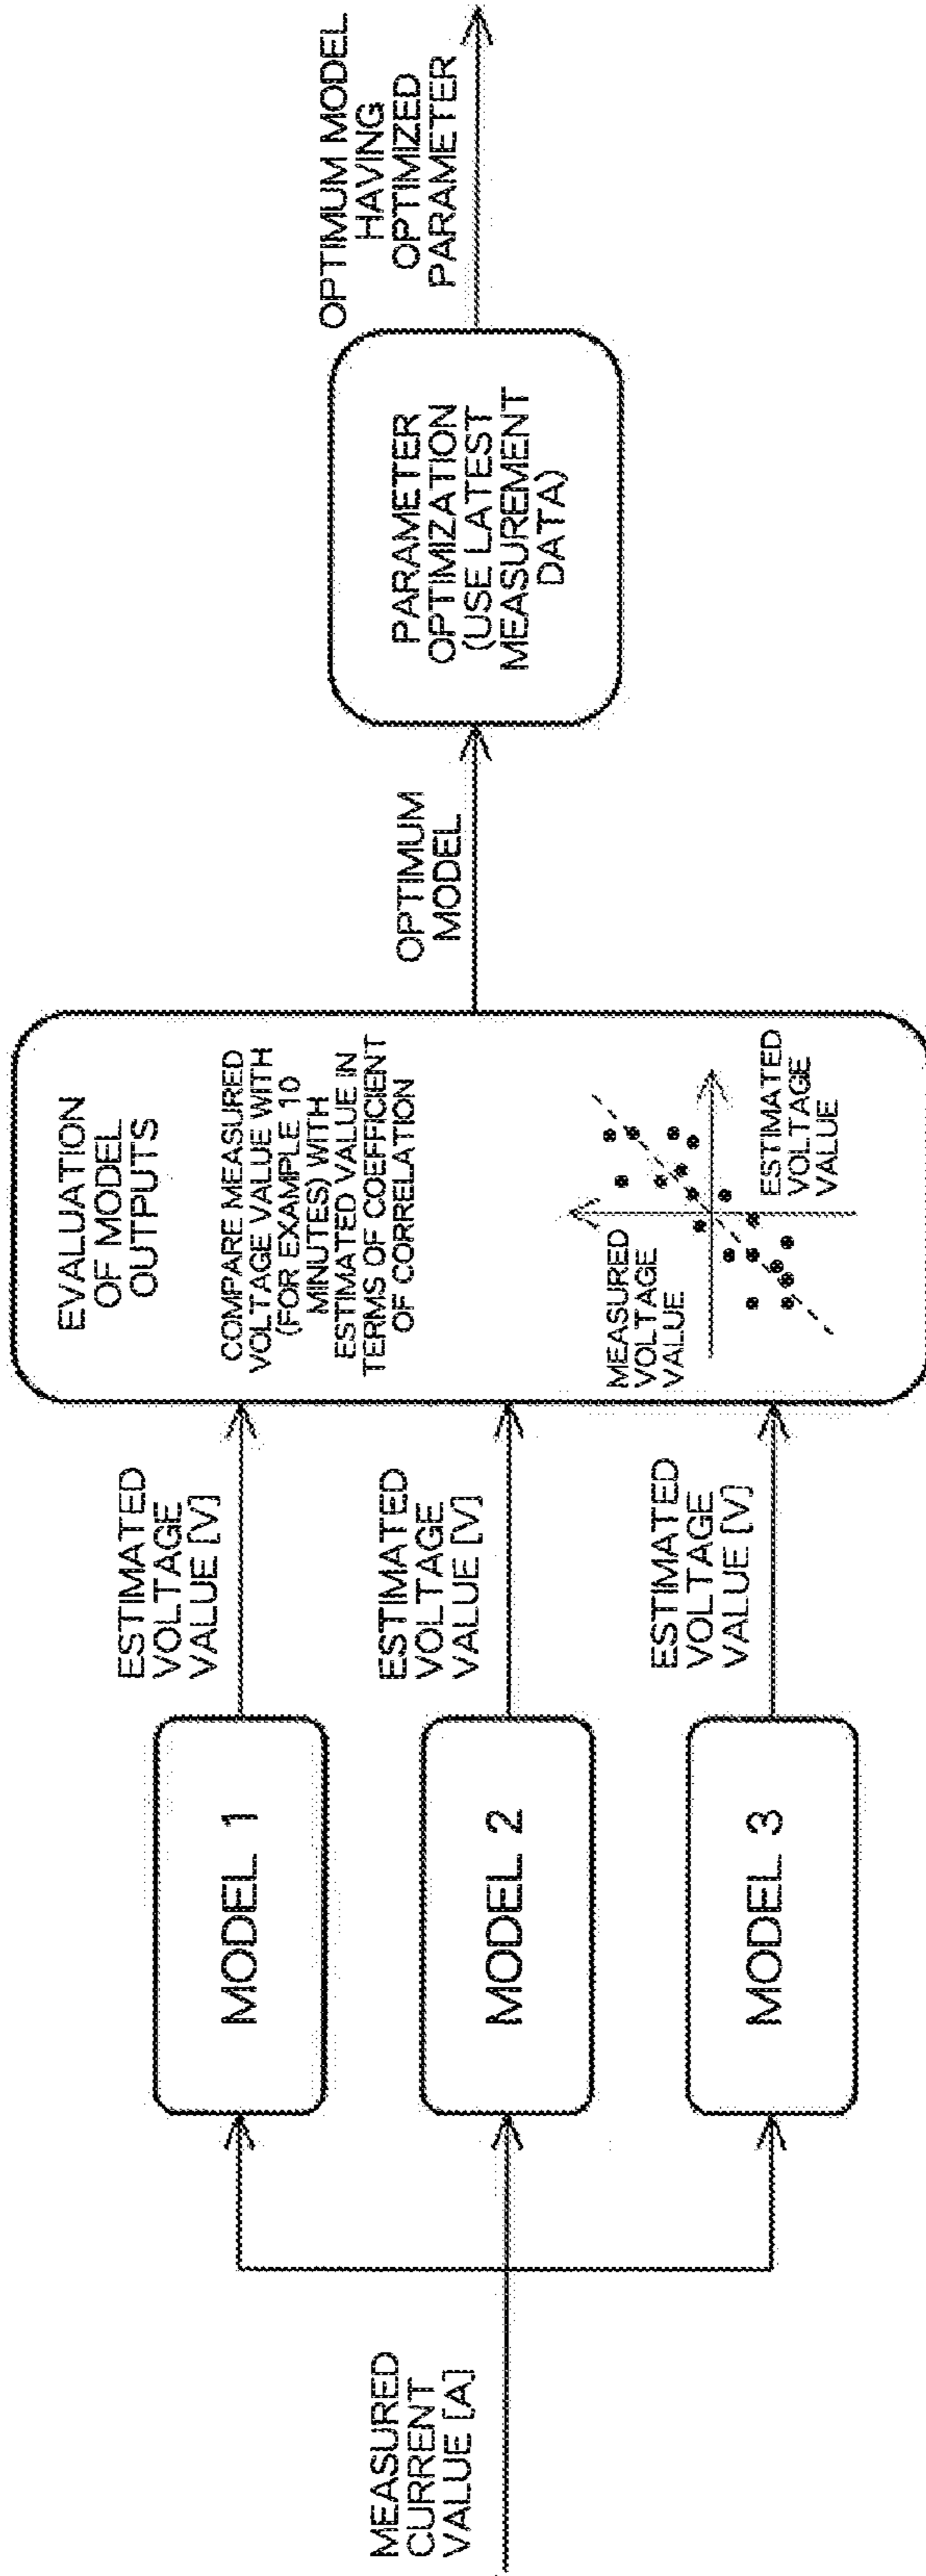 MEASURED
CURRENT
VALUE [A]
MODEL 1
MODEL 2
MODEL 3
ESTIMATED
VOLTAGE
VALUE [V]
ESTIMATED
VOLTAGE
VALUE [V]
ESTIMATED
VOLTAGE
VALUE [V]
EVALUATION
OF MODEL
OUTPUTS
COMPARE MEASURED
VOLTAGE VALUE WITH
(FOR EXAMPLE 10
MINUTES) WITH
ESTIMATED VALUE IN
TERMS OF COEFFICIENT
OF CORRELATION
MEASURED
VOLTAGE
VALUE
ESTIMATED
VOLTAGE
VALUE
OPTIMUM
MODEL
PARAMETER
OPTIMIZATION
(USE LATEST
MEASUREMENT
DATA)
OPTIMUM MODEL
HAVING
OPTIMIZED
PARAMETER